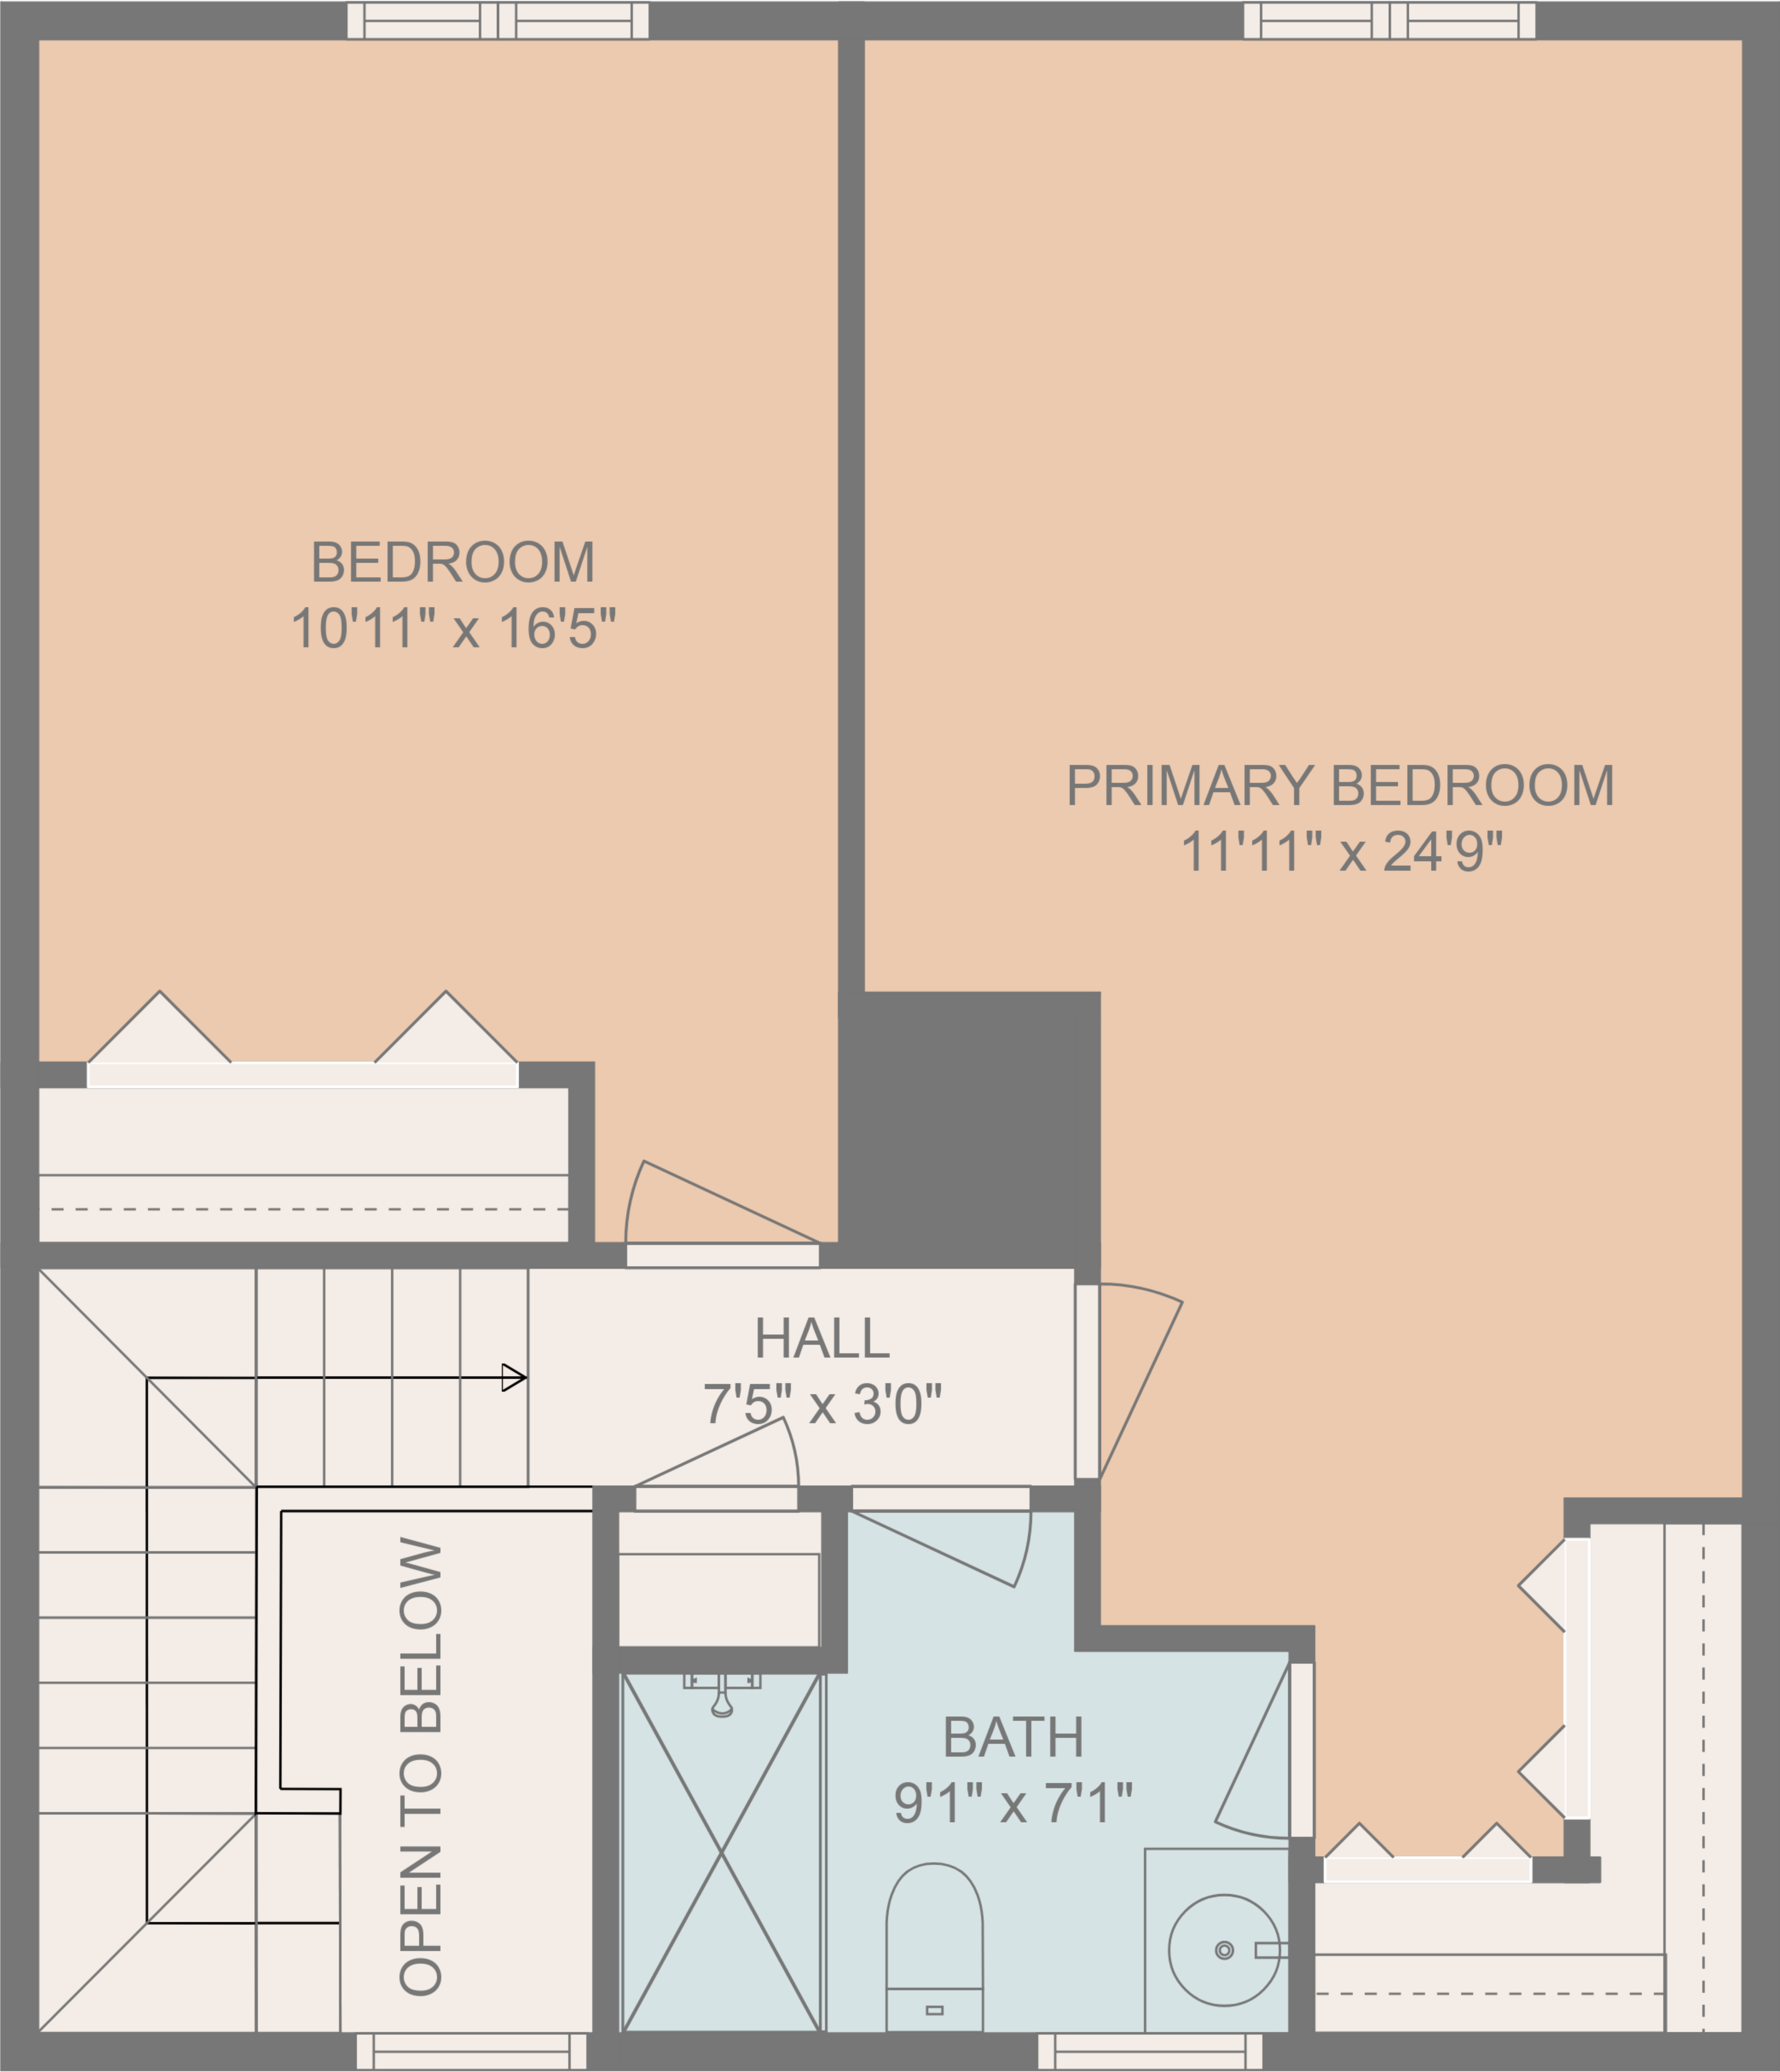 BEDROOM
10'11" x 16'5"
PRIMARY BEDROOM
11'11" x 24'9"
HALL
7'5" x 3'0"
OPEN TO BELOW
BATH
9'1" x 7'1"